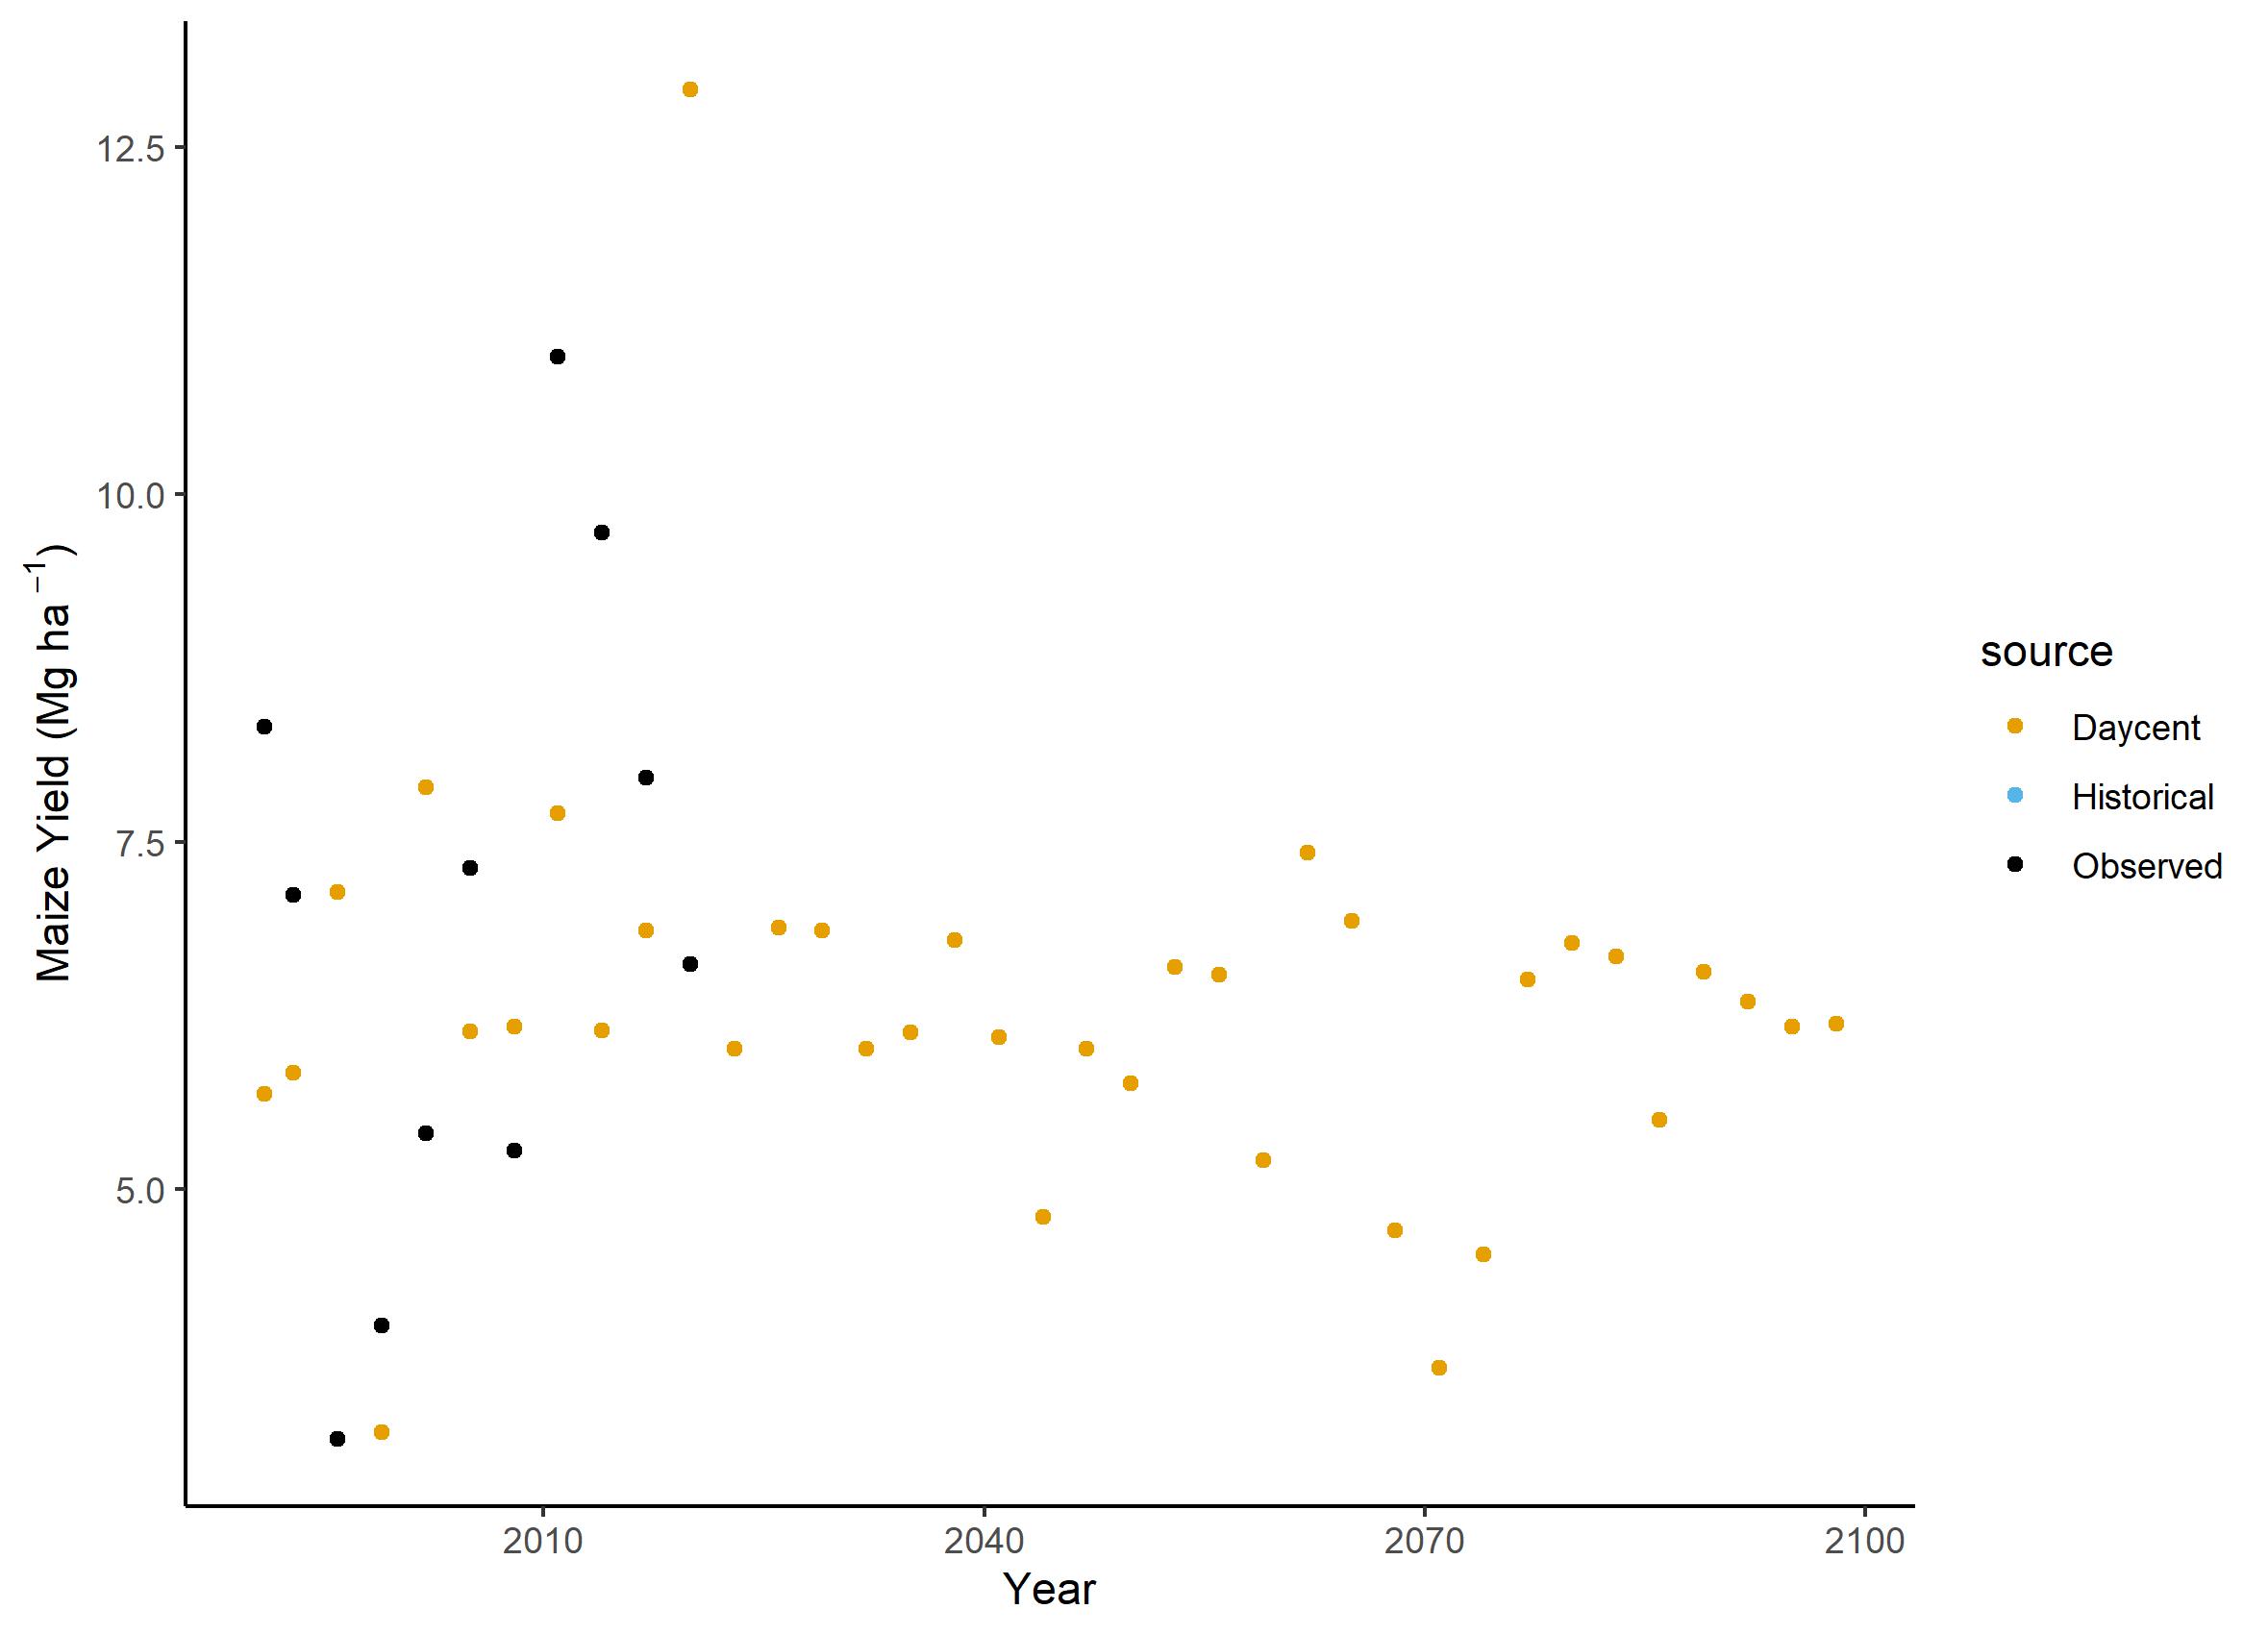 12.5
10.0
7.5
5.0
Maize Yield (Mg ha −1)
2010 2040 2070 2100
Year
source
Daycent
Historical
Observed